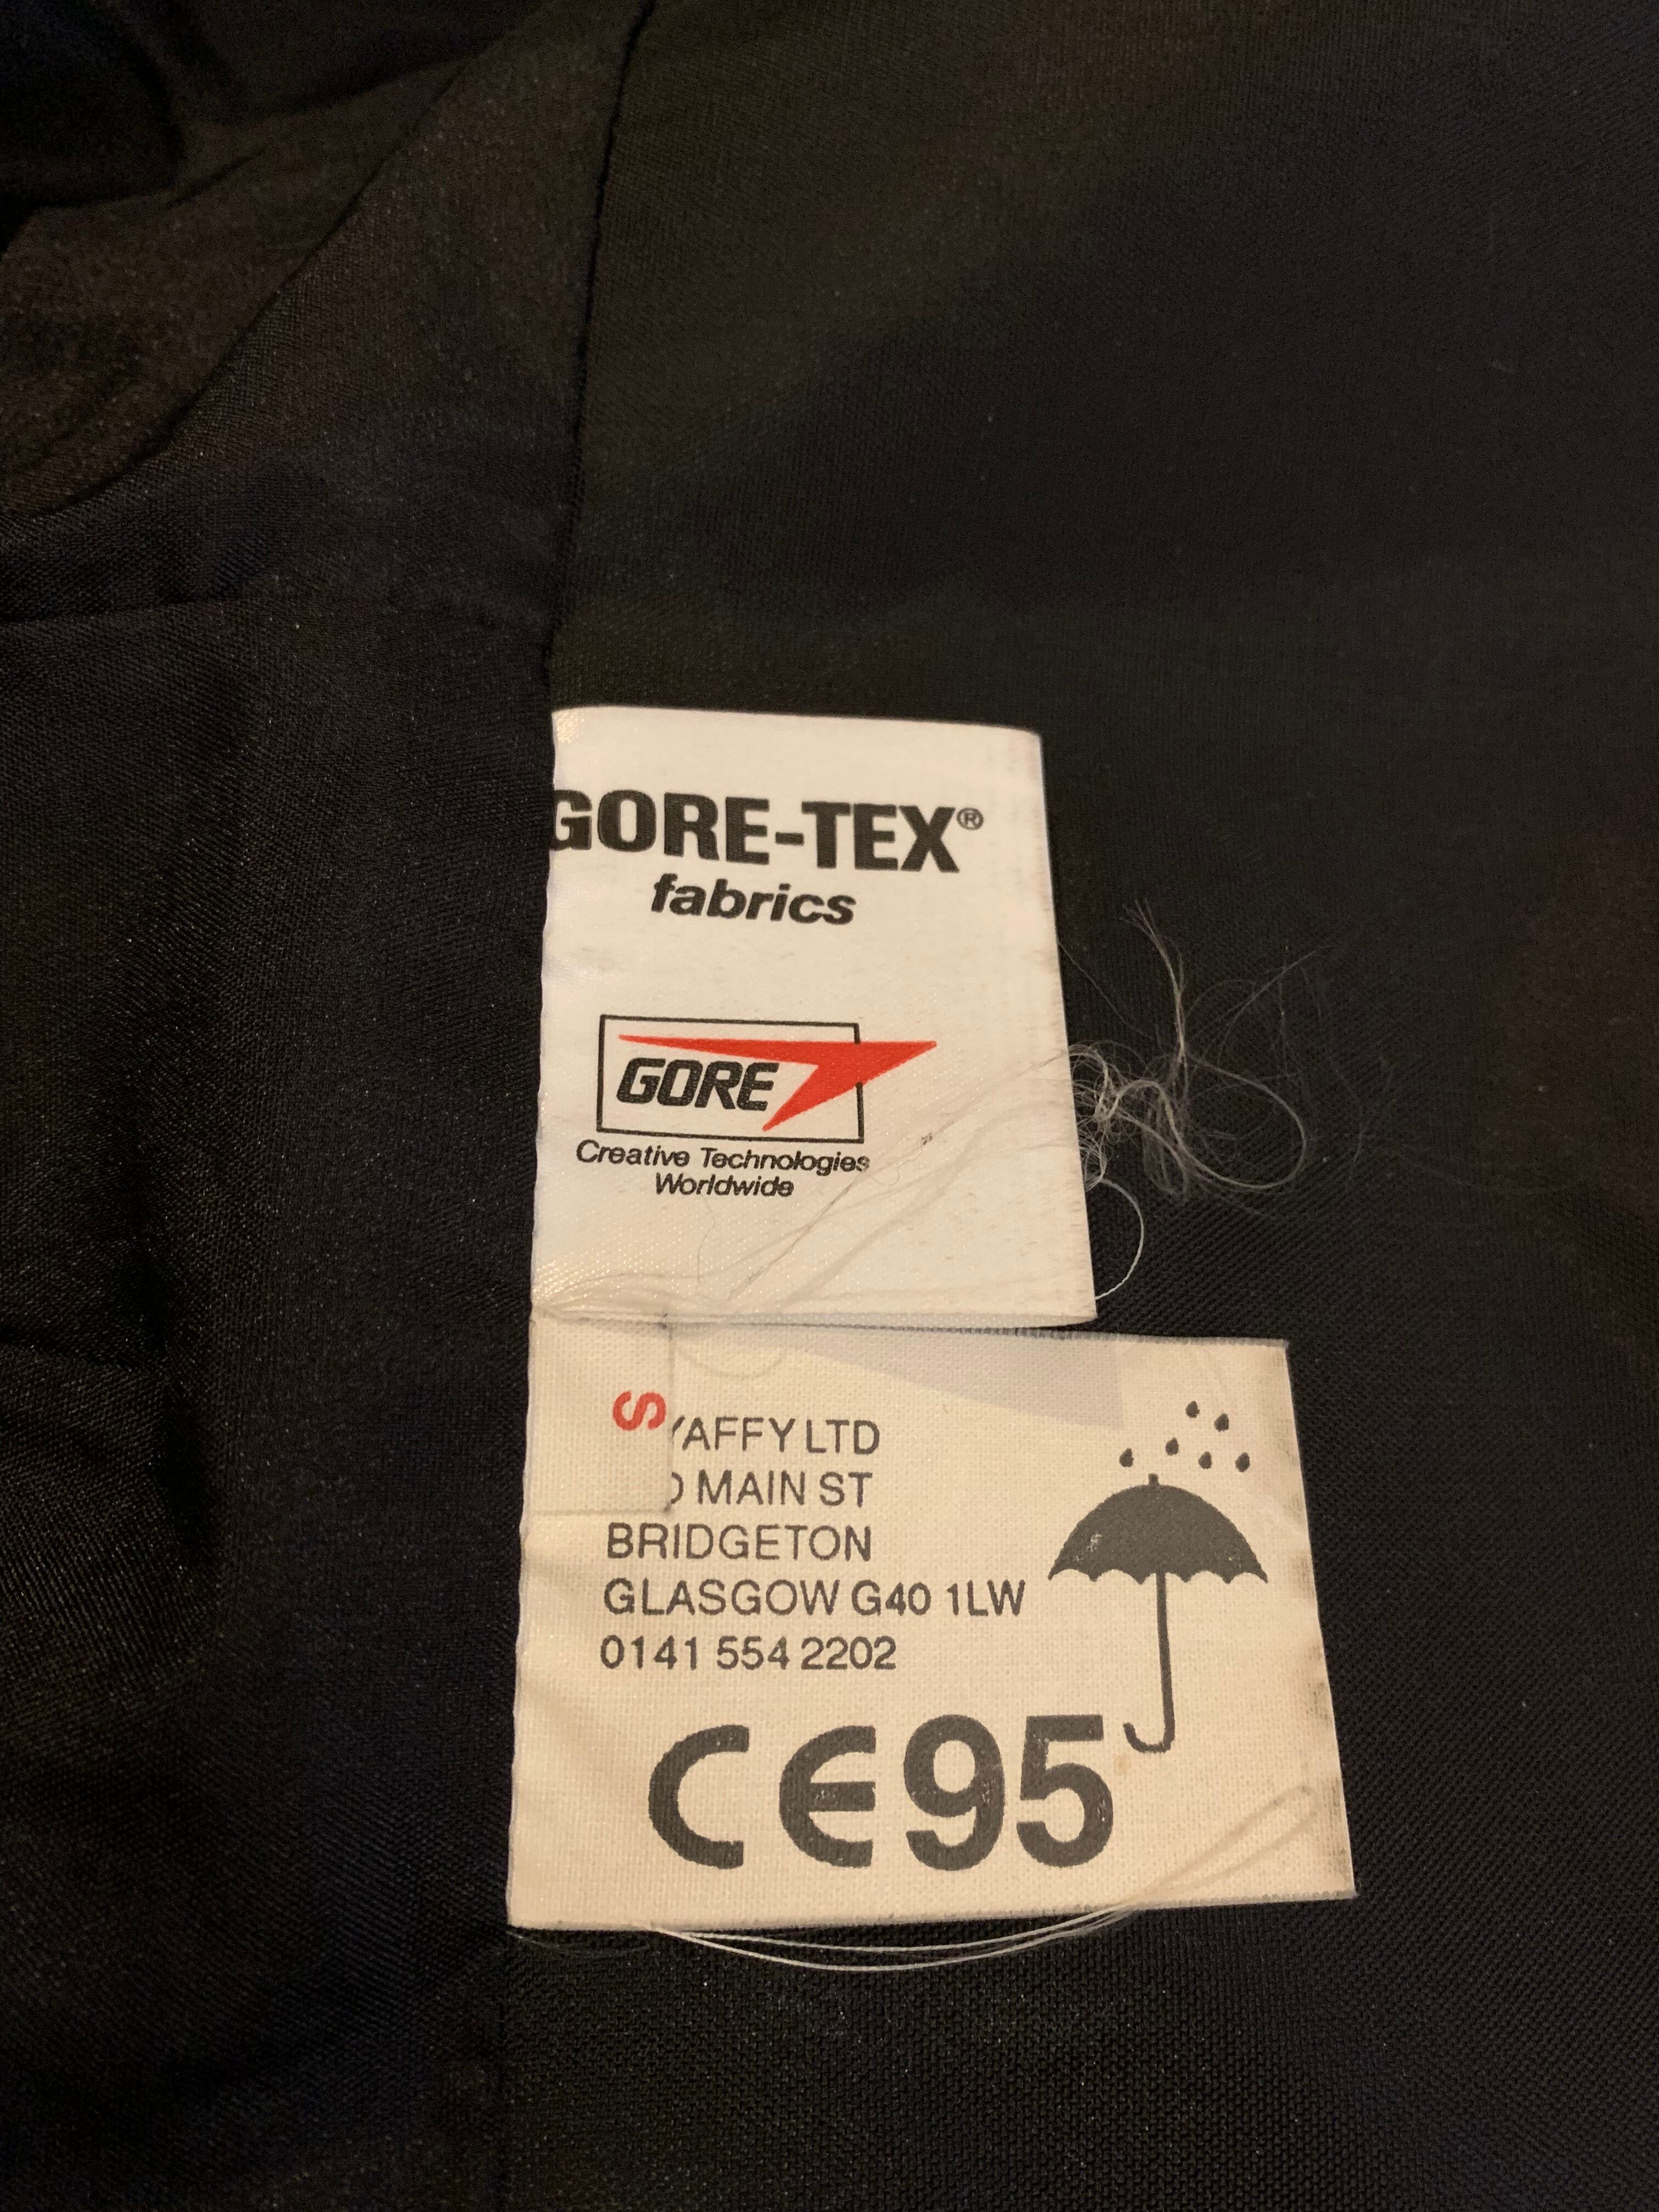 GORE-TEX®
fabrics
GORE
Creative Technologies
Worldwide
S
YAFFY LTD
MAIN ST
BRIDGETON
GLASGOW G40 1LW
0141 554 2202
CE95